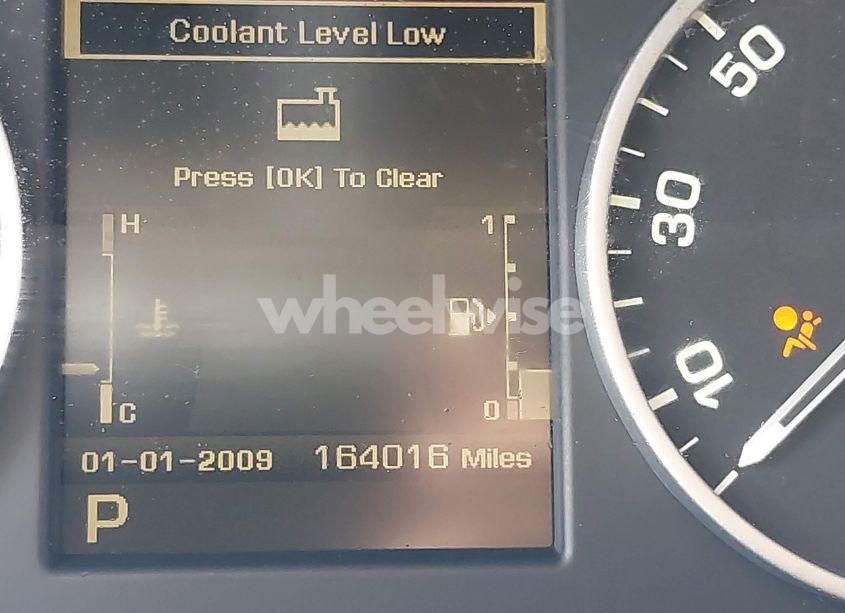 Coolant Level Low
Press [OK] To Clear
H
1
50
30
10
C
0
01-01-2009 164016 Miles
P
wheelwise